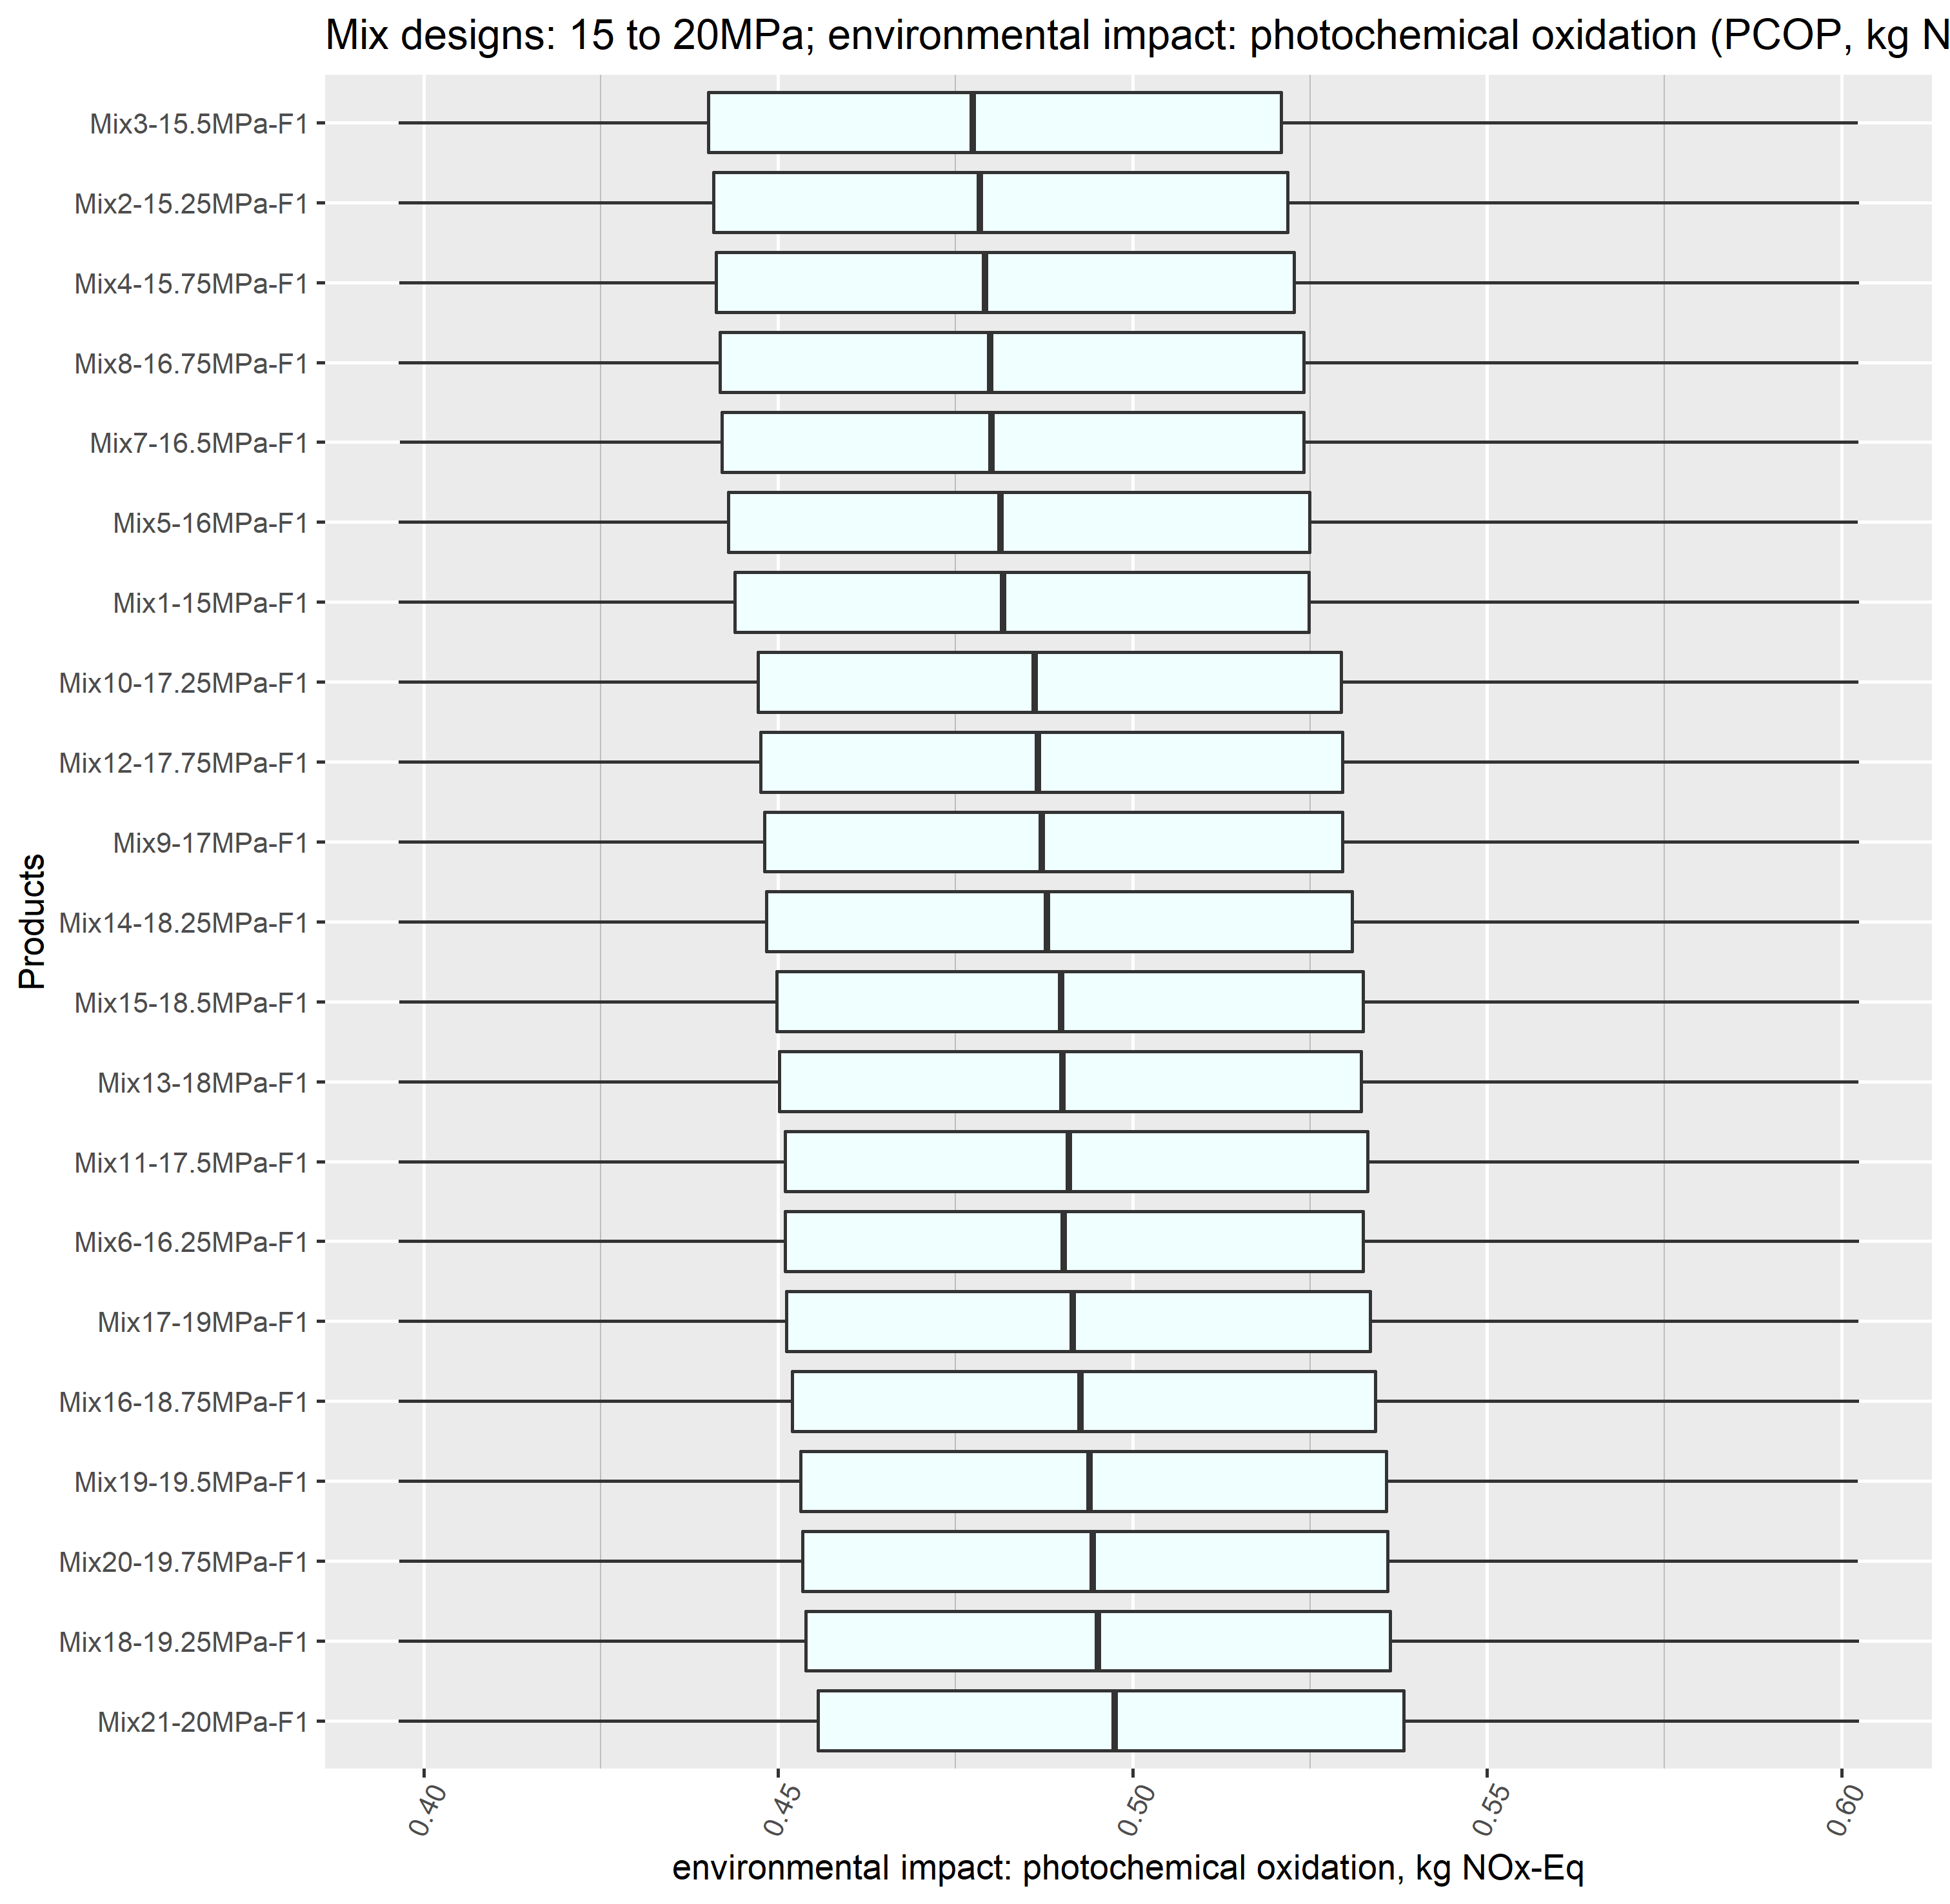 Mix designs: 15 to 20MPa; environmental impact: photochemical oxidation (PCOP, kg N
Mix3-15.5MPa-F1
Mix2-15.25MPa-F1
Mix4-15.75MPa-F1
Mix8-16.75MPa-F1
Mix7-16.5MPa-F1
Mix5-16MPa-F1
Mix1-15MPa-F1
Mix10-17.25MPa-F1
Mix12-17.75MPa-F1
Mix9-17MPa-F1
Mix14-18.25MPa-F1
Mix15-18.5MPa-F1
Mix13-18MPa-F1
Mix11-17.5MPa-F1
Mix6-16.25MPa-F1
Mix17-19MPa-F1
Mix16-18.75MPa-F1
Mix19-19.5MPa-F1
Mix20-19.75MPa-F1
Mix18-19.25MPa-F1
Mix21-20MPa-F1
Products
0.40
0.45
0.50
0.55
0.60
environmental impact: photochemical oxidation, kg NOx-Eq